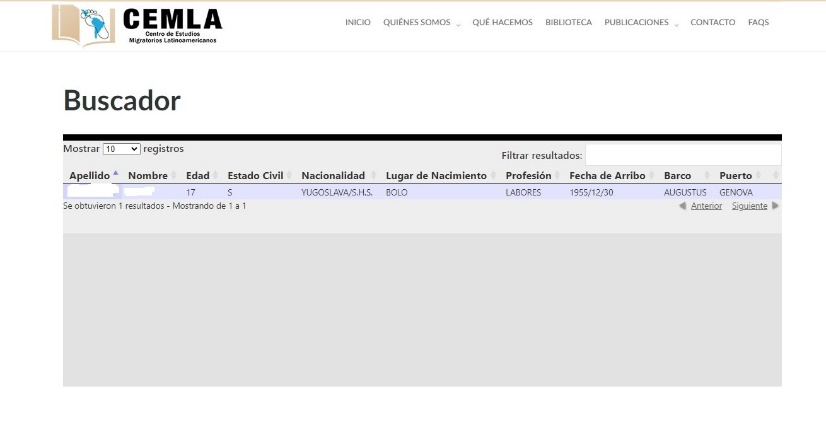 CEMLA
Centro de Estudios
Migratorios Latinoamericanos
INICIO QUIÉNES SOMOS QUÉ HACEMOS BIBLIOTECA PUBLICACIONES CONTACTO FAQS
Buscador
Mostrar 10 registros
Filtrar resultados:
Apellido Nombre Edad Estado Civil Nacionalidad Lugar de Nacimiento Profesión Fecha de Arribo Barco Puerto
17 S YUGOSLAVA/S.H.S. BOLO LABORES 1955/12/30 AUGUSTUS GENOVA
Se obtuvieron 1 resultados - Mostrando de 1 a 1
Anterior Siguiente